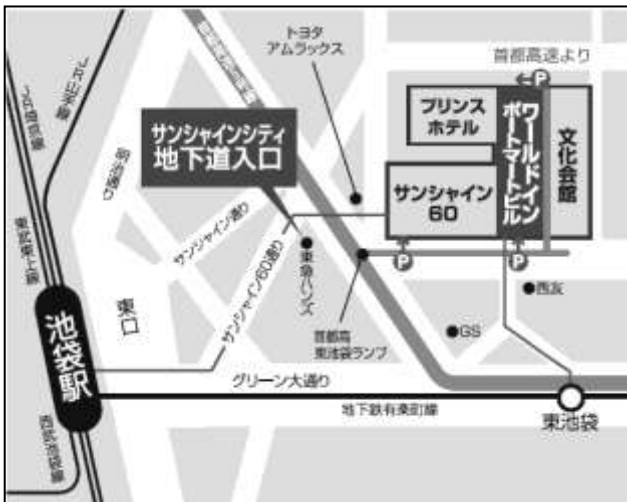 トヨタ
アムラックス
首都高速より
P
プリンス
ホテル
ワールドイン
ポートマートビル
文化会館
サンシャイン
60
P
P
サンシャインシティ
地下道入口
JR埼京線
JR山手線
明治通り
東武東上線
サンシャイン通り
サンシャイン60通り
東急ハンズ
東口
池袋駅
首都高
東池袋ランプ
西友
GS
グリーン大通り
地下鉄有楽町線
東池袋
西武池袋線